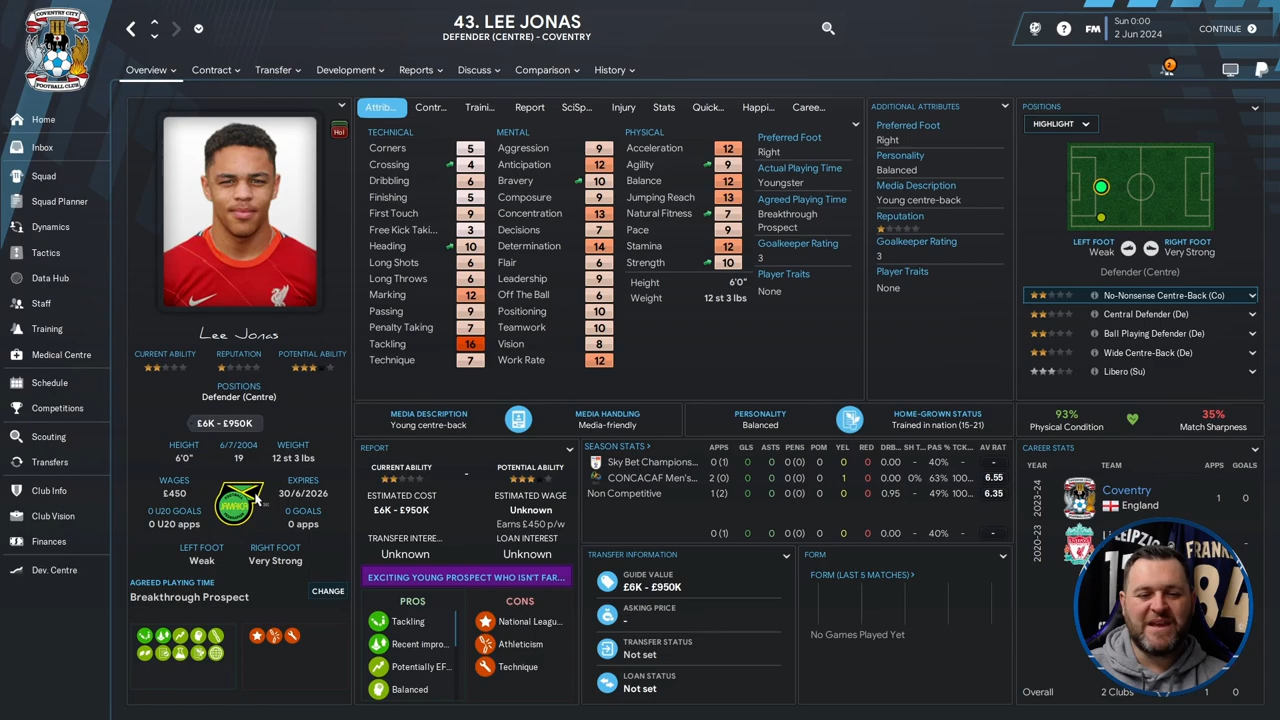 43. LEE JONAS
DEFENDER (CENTRE) - COVENTRY
FM
Sun 0:00
2 Jun 2024
CONTINUE
COVENTRY CITY
FOOTBALL CLUB
Overview
Contract
Transfer
Development
Reports
Discuss
Comparison
History
2
Home
Inbox
Squad
Squad Planner
Dynamics
Tactics
Data Hub
Staff
Training
Medical Centre
Schedule
Competitions
Scouting
Transfers
Club Info
Club Vision
Finances
Dev. Centre
Hol
Lee Jonas
CURRENT ABILITY
REPUTATION
POTENTIAL ABILITY
POSITIONS
Defender (Centre)
£6K - £950K
HEIGHT
6'0"
6/7/2004
19
WEIGHT
12 st 3 lbs
WAGES
£450
EXPIRES
30/6/2026
JAMAICA
0 U20 GOALS
0 U20 apps
0 GOALS
0 apps
LEFT FOOT
Weak
RIGHT FOOT
Very Strong
AGREED PLAYING TIME
Breakthrough Prospect
CHANGE
Attrib...
Contr...
Traini...
Report
SciSp...
Injury
Stats
Quick...
Happi...
Caree...
TECHNICAL
Corners 5
Crossing 4
Dribbling 6
Finishing 5
First Touch 9
Free Kick Taki... 3
Heading 10
Long Shots 6
Long Throws 6
Marking 12
Passing 9
Penalty Taking 7
Tackling 16
Technique 7
MENTAL
Aggression 9
Anticipation 12
Bravery 10
Composure 9
Concentration 13
Decisions 7
Determination 14
Flair 6
Leadership 9
Off The Ball 6
Positioning 10
Teamwork 10
Vision 8
Work Rate 12
PHYSICAL
Acceleration 12
Agility 9
Balance 12
Jumping Reach 13
Natural Fitness 7
Pace 9
Stamina 12
Strength 10
Height 6'0"
Weight 12 st 3 lbs
Preferred Foot
Right
Actual Playing Time
Youngster
Agreed Playing Time
Breakthrough
Prospect
Goalkeeper Rating
3
Player Traits
None
ADDITIONAL ATTRIBUTES
Preferred Foot
Right
Personality
Balanced
Media Description
Young centre-back
Reputation
Goalkeeper Rating
3
Player Traits
None
POSITIONS
HIGHLIGHT
LEFT FOOT
Weak
RIGHT FOOT
Very Strong
Defender (Centre)
No-Nonsense Centre-Back (Co)
Central Defender (De)
Ball Playing Defender (De)
Wide Centre-Back (De)
Libero (Su)
MEDIA DESCRIPTION
Young centre-back
MEDIA HANDLING
Media-friendly
PERSONALITY
Balanced
HOME-GROWN STATUS
Trained in nation (15-21)
93%
Physical Condition
35%
Match Sharpness
REPORT
CURRENT ABILITY
-
POTENTIAL ABILITY
ESTIMATED COST
£6K - £950K
ESTIMATED WAGE
Unknown
Earns £450 p/w
TRANSFER INTERE...
Unknown
LOAN INTEREST
Unknown
EXCITING YOUNG PROSPECT WHO ISN'T FAR...
PROS
Tackling
Recent impro...
Potentially EF...
Balanced
CONS
National Leagu...
Athleticism
Technique
SEASON STATS >
APPS GLS ASTS PENS POM YEL RED DRB... SH T... PAS % TCK... AV RAT
Sky Bet Champions... 0 (1) 0 0 0 (0) 0 0 0 0.00 - 40% - -
CONCACAF Men's... 2 (0) 0 0 0 (0) 0 1 0 0.00 0% 63% - 6.55
Non Competitive 1 (2) 0 0 0 (0) 0 0 0 0.95 - 49% 100% 6.35
0 (1) 0 0 0 (0) 0 0 0 0.00 - 40% - -
TRANSFER INFORMATION
GUIDE VALUE
£6K - £950K
ASKING PRICE
-
TRANSFER STATUS
Not set
LOAN STATUS
Not set
FORM
FORM (LAST 5 MATCHES) >
No Games Played Yet
CAREER STATS
YEAR TEAM APPS GOALS
2023-24
Coventry
England
1 0
2020-23
LEIPZIG
FRANK
84
Overall 2 Clubs 1 0